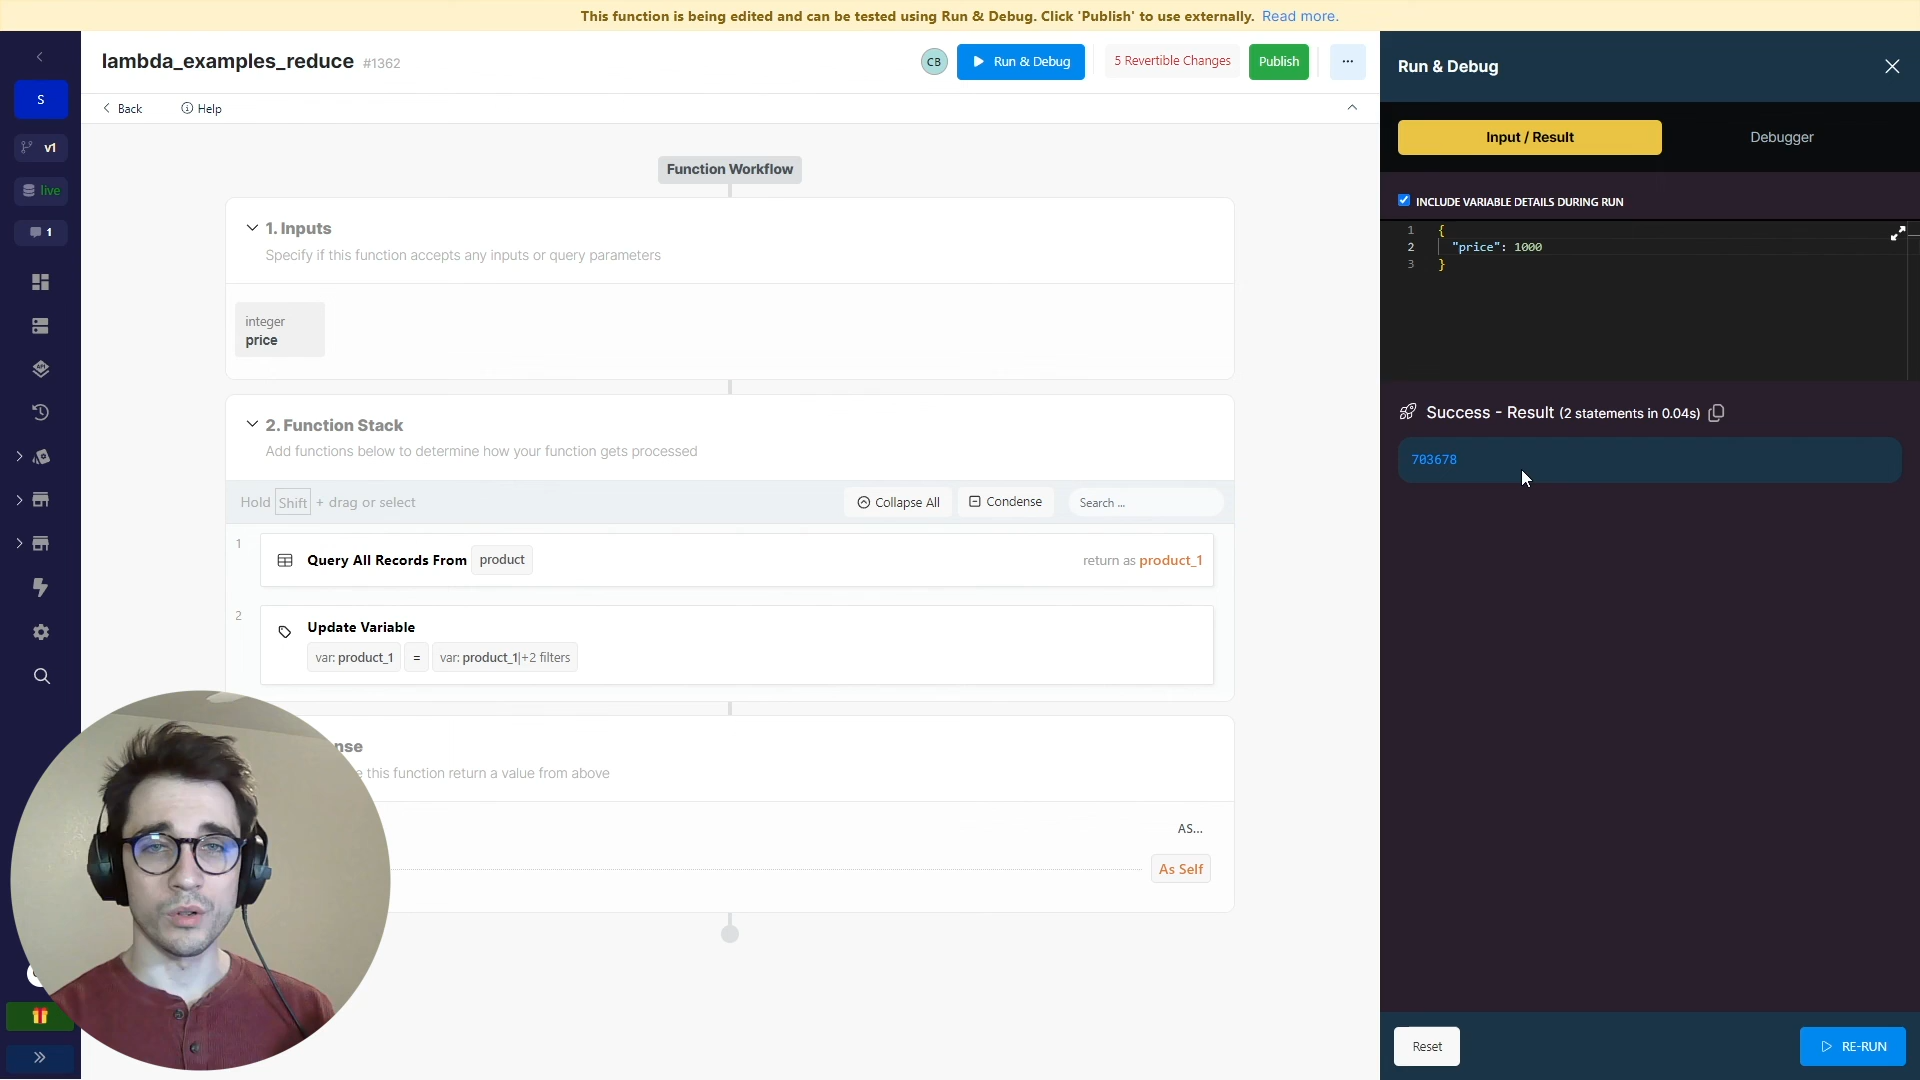 This function is being edited and can be tested using Run & Debug. Click 'Publish' to use externally. Read more.
lambda_examples_reduce #1362
CB
Run & Debug
5 Revertible Changes
Publish
...
Back
Help
S
v1
live
1
Function Workflow
1. Inputs
Specify if this function accepts any inputs or query parameters
integer
price
2. Function Stack
Add functions below to determine how your function gets processed
Hold Shift + drag or select
Collapse All
Condense
Search ...
1
Query All Records From product
return as product_1
2
Update Variable
var: product_1 = var: product_1|+2 filters
nse
this function return a value from above
AS...
As Self
Run & Debug
Input / Result
Debugger
INCLUDE VARIABLE DETAILS DURING RUN
1 {
2 "price": 1000
3 }
Success - Result (2 statements in 0.04s)
703678
Reset
RE-RUN